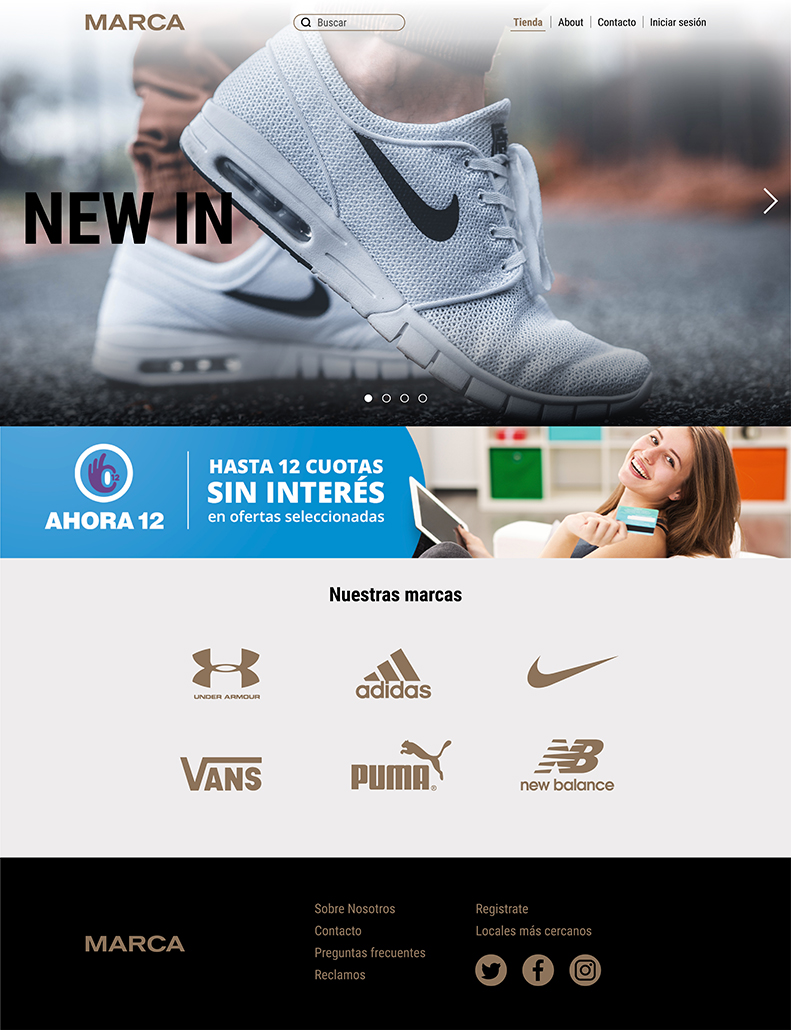 MARCA
Buscar
Tienda
About
Contacto
Iniciar sesión
NEW IN
12
AHORA 12
HASTA 12 CUOTAS
SIN INTERÉS
en ofertas seleccionadas
Nuestras marcas
UNDER ARMOUR
adidas
VANS
PUMA®
NB
new balance
MARCA
Sobre Nosotros
Contacto
Preguntas frecuentes
Reclamos
Registrate
Locales más cercanos